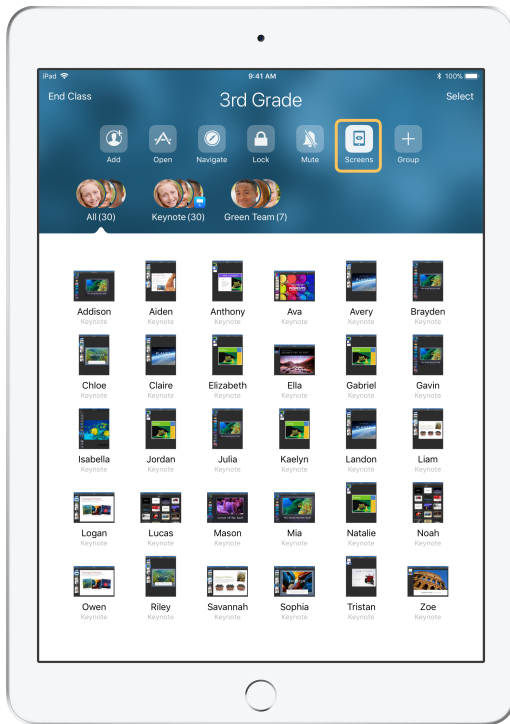 iPad 9:41 AM 100%
End Class 3rd Grade Select
Add Open Navigate Lock Mute Screens Group
All (30) Keynote (30) Green Team (7)
Addison Aiden Anthony Ava Avery Brayden
Keynote Keynote Keynote Keynote Keynote Keynote
Chloe Claire Elizabeth Ella Gabriel Gavin
Keynote Keynote Keynote Keynote Keynote Keynote
Isabella Jordan Julia Kaelyn Landon Liam
Keynote Keynote Keynote Keynote Keynote Keynote
Logan Lucas Mason Mia Natalie Noah
Keynote Keynote Keynote Keynote Keynote Keynote
Owen Riley Savannah Sophia Tristan Zoe
Keynote Keynote Keynote Keynote Keynote Keynote